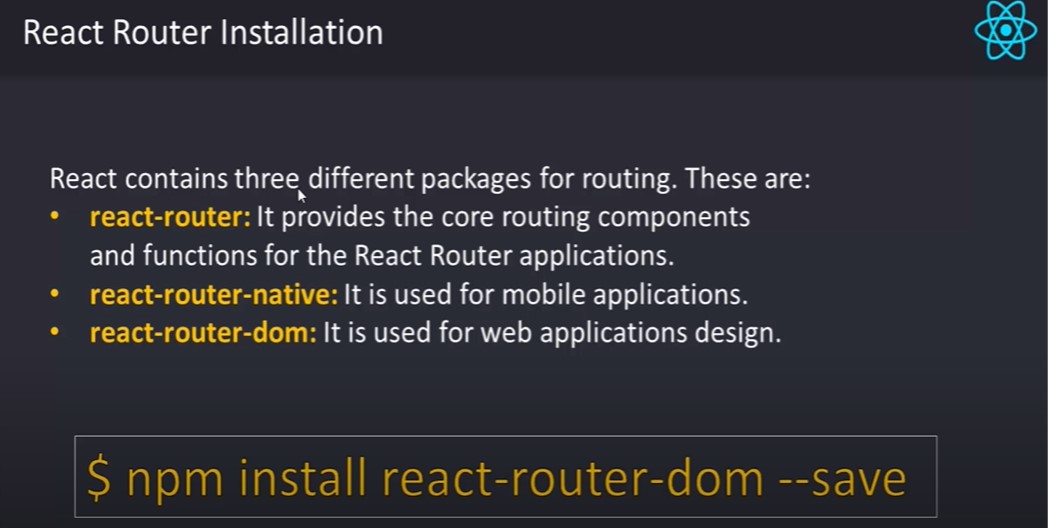 React Router Installation
React contains three different packages for routing. These are:
• react-router: It provides the core routing components
and functions for the React Router applications.
• react-router-native: It is used for mobile applications.
• react-router-dom: It is used for web applications design.
$ npm install react-router-dom --save